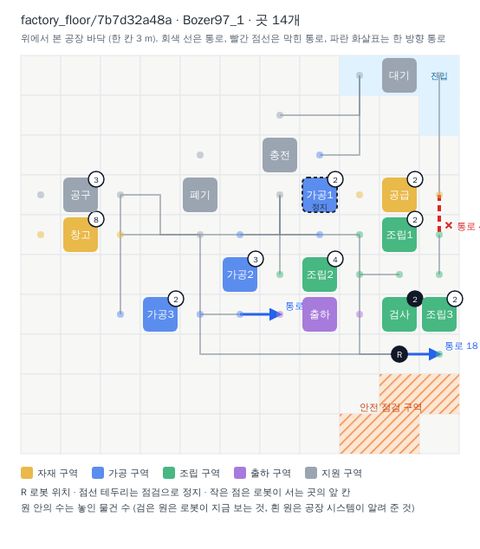 factory_floor/7b7d32a48a · Bozer97_1 · 곳 14개
위에서 본 공장 바닥 (한 칸 3 m). 회색 선은 통로, 빨간 점선은 막힌 통로, 파란 화살표는 한 방향 통로
대기
진입
충전
공구 3
폐기
가공1 2
정지
공급 2
창고 8
조립1 2
× 통로
가공2 3
조립2 4
가공3 2
통로
출하
검사 2
조립3 2
R
통로 18
안전 점검 구역
자재 구역
가공 구역
조립 구역
출하 구역
지원 구역
R 로봇 위치 · 점선 테두리는 점검으로 정지 · 작은 점은 로봇이 서는 곳의 앞 칸
원 안의 수는 놓인 물건 수 (검은 원은 로봇이 지금 보는 것, 흰 원은 공장 시스템이 알려 준 것)